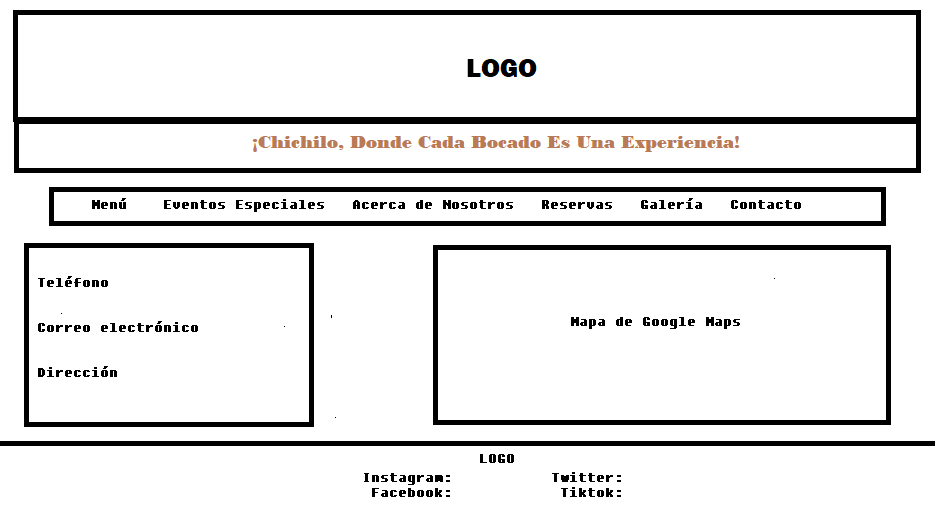 LOGO
¡Chichilo, Donde Cada Bocado Es Una Experiencia!
Menú Eventos Especiales Acerca de Nosotros Reservas Galería Contacto
Teléfono
Correo electrónico
Dirección
Mapa de Google Maps
LOGO
Instagram: Twitter:
Facebook: Tiktok: